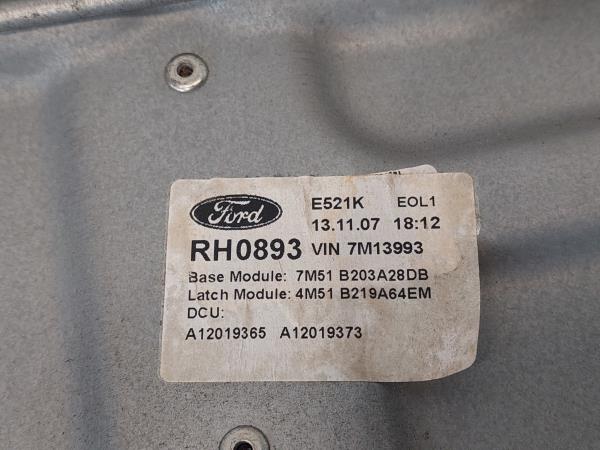 Ford E521K EOL1
13.11.07 18:12
RH0893 VIN 7M13993
Base Module: 7M51 B203A28DB
Latch Module: 4M51 B219A64EM
DCU:
A12019365 A12019373